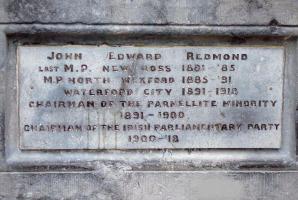 JOHN EDWARD REDMOND
LAST M.P. NEW ROSS 1881-'85
M.P. NORTH WEXFORD 1885-'91
WATERFORD CITY 1891-1918
CHAIRMAN OF THE PARNELLITE MINORITY
1891-1900
CHAIRMAN OF THE IRISH PARLIAMENTARY PARTY
1900-'18